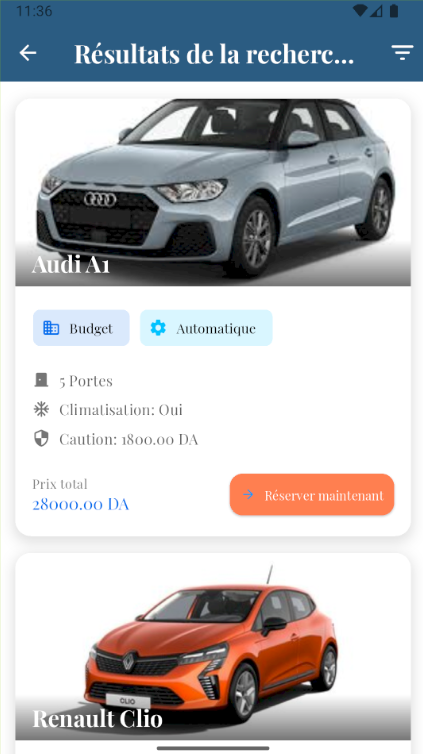 11:36
Résultats de la recherc...
Audi A1
Budget
Automatique
5 Portes
Climatisation: Oui
Caution: 1800.00 DA
Prix total
28000.00 DA
Réserver maintenant
CLIO
Renault Clio